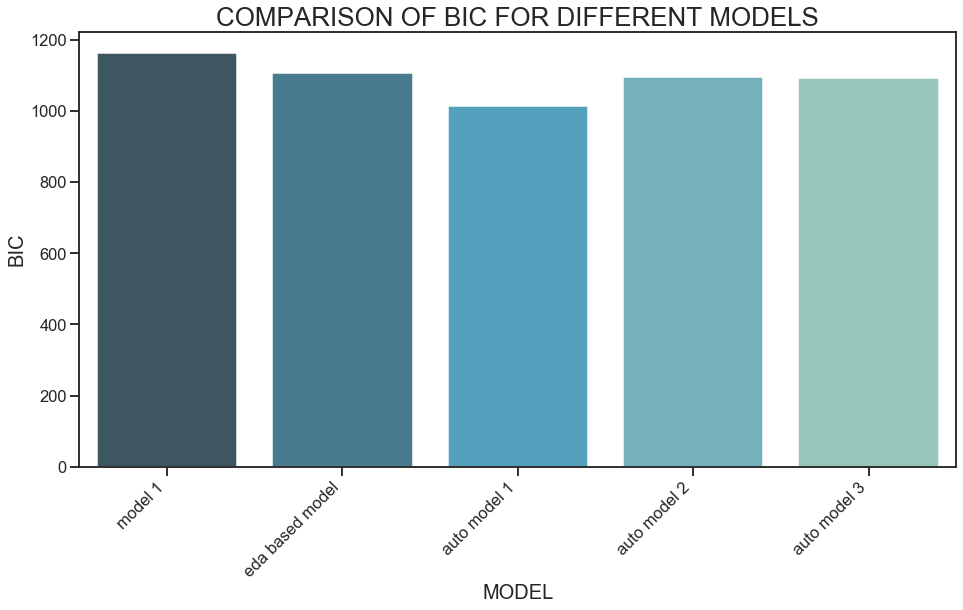 COMPARISON OF BIC FOR DIFFERENT MODELS
1200
1000
800
600
400
200
0
BIC
model 1
eda based model
auto model 1
auto model 2
auto model 3
MODEL